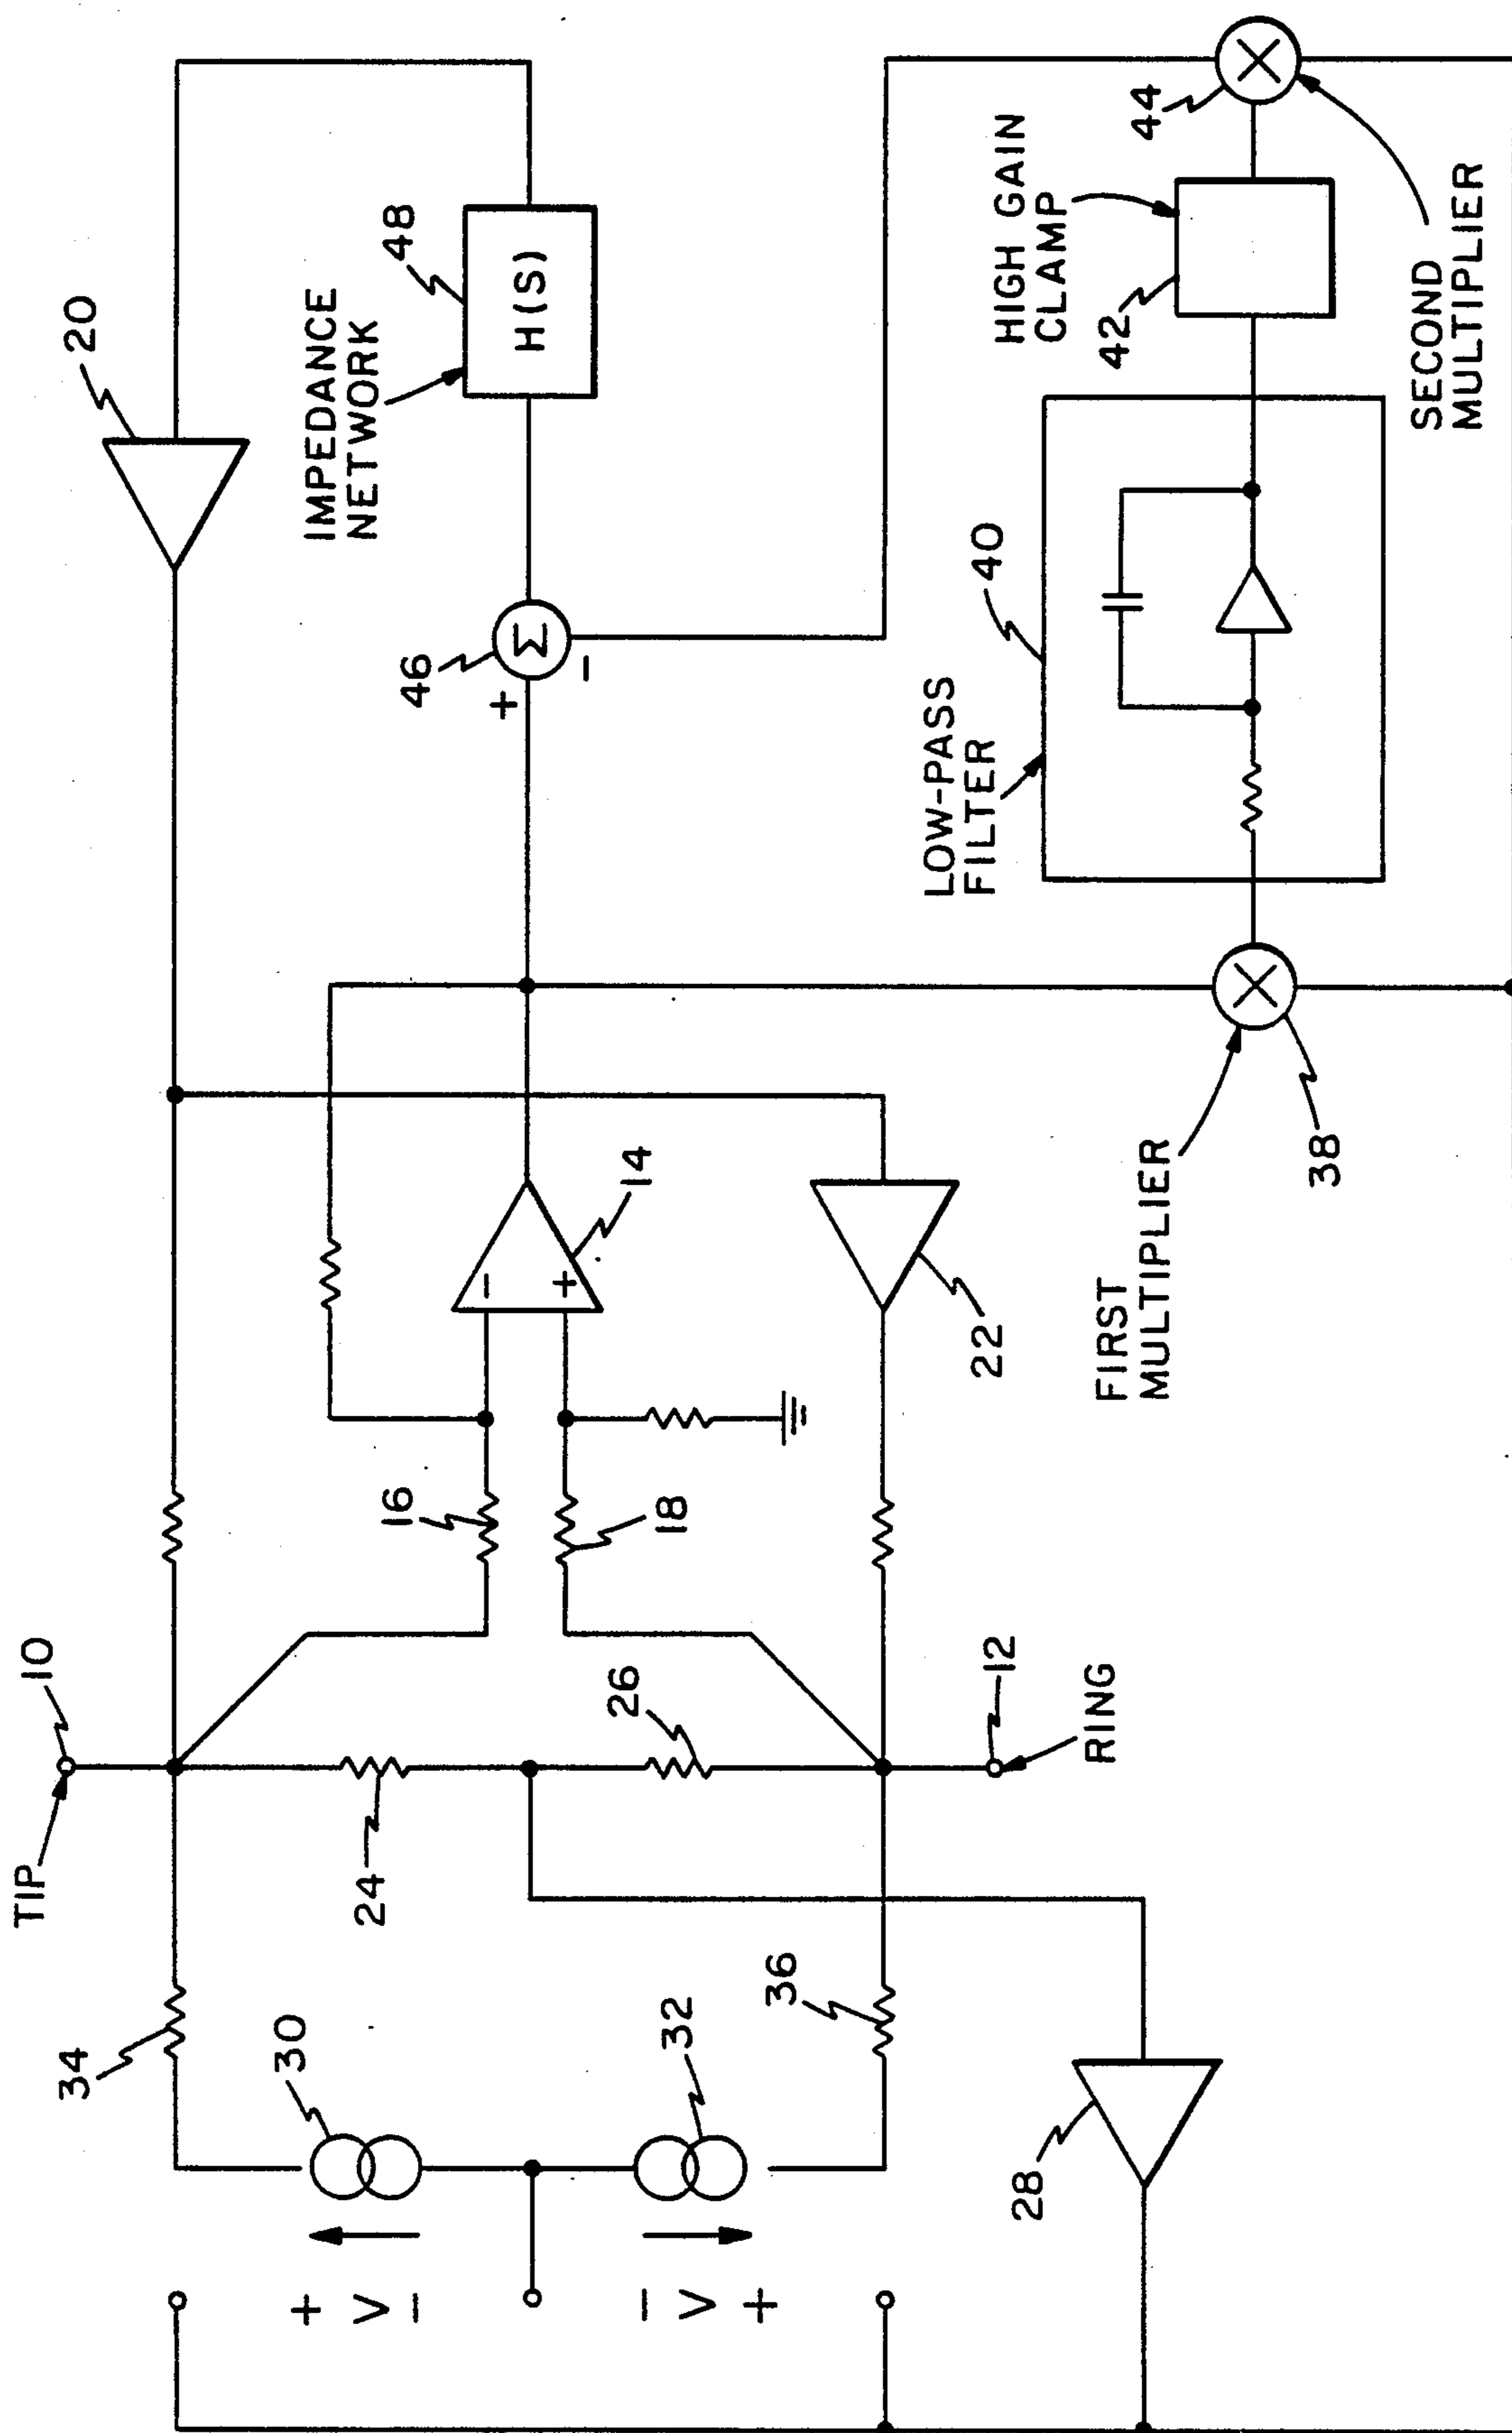 TIP
10
20
34
30
24
16
14
48
IMPEDANCE
NETWORK
H(S)
46
Σ
+
-
-
+
18
26
32
36
+ V -
- V +
12
RING
22
28
LOW-PASS
FILTER
40
HIGH GAIN
CLAMP
42
44
FIRST
MULTIPLIER
38
SECOND
MULTIPLIER